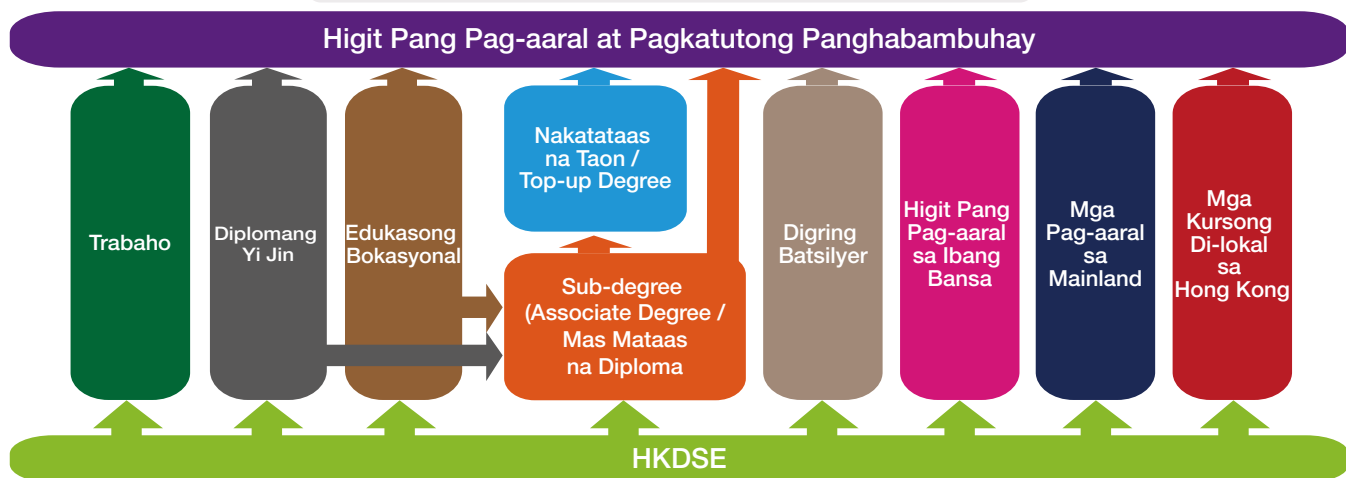 Higit Pang Pag-aaral at Pagkatutong Panghabambuhay
Trabaho
Diplomang
Yi Jin
Edukasong
Bokasyonal
Nakatataas
na Taon /
Top-up Degree
Sub-degree
(Associate Degree /
Mas Mataas
na Diploma
Digring
Batsilyer
Higit Pang
Pag-aaral
sa Ibang
Bansa
Mga
Pag-aaral
sa
Mainland
Mga
Kursong
Di-lokal
sa
Hong Kong
HKDSE